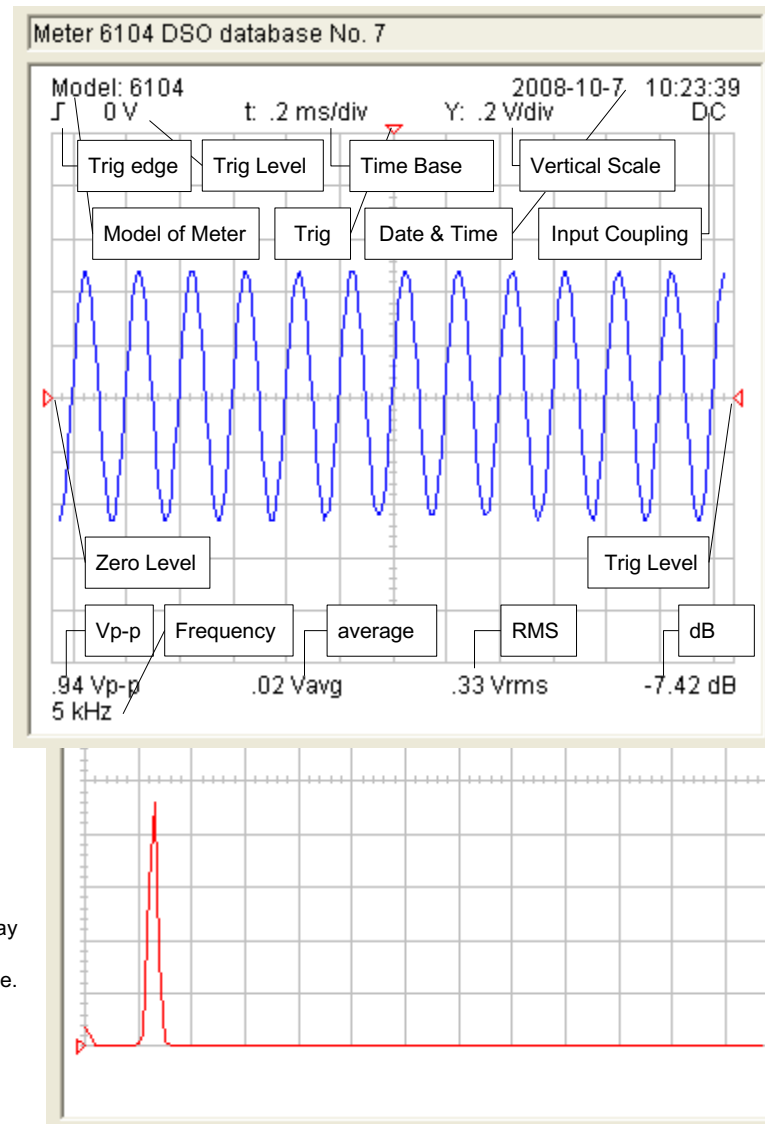 Meter 6104 DSO database No. 7
Model: 6104 2008-10-7 10:23:39
0 V t: .2 ms/div Y: .2 V/div DC
Trig edge Trig Level Time Base Vertical Scale
Model of Meter Trig Date & Time Input Coupling
Zero Level Trig Level
Vp-p Frequency average RMS dB
.94 Vp-p .02 Vavg .33 Vrms -7.42 dB
5 kHz
ay
e.